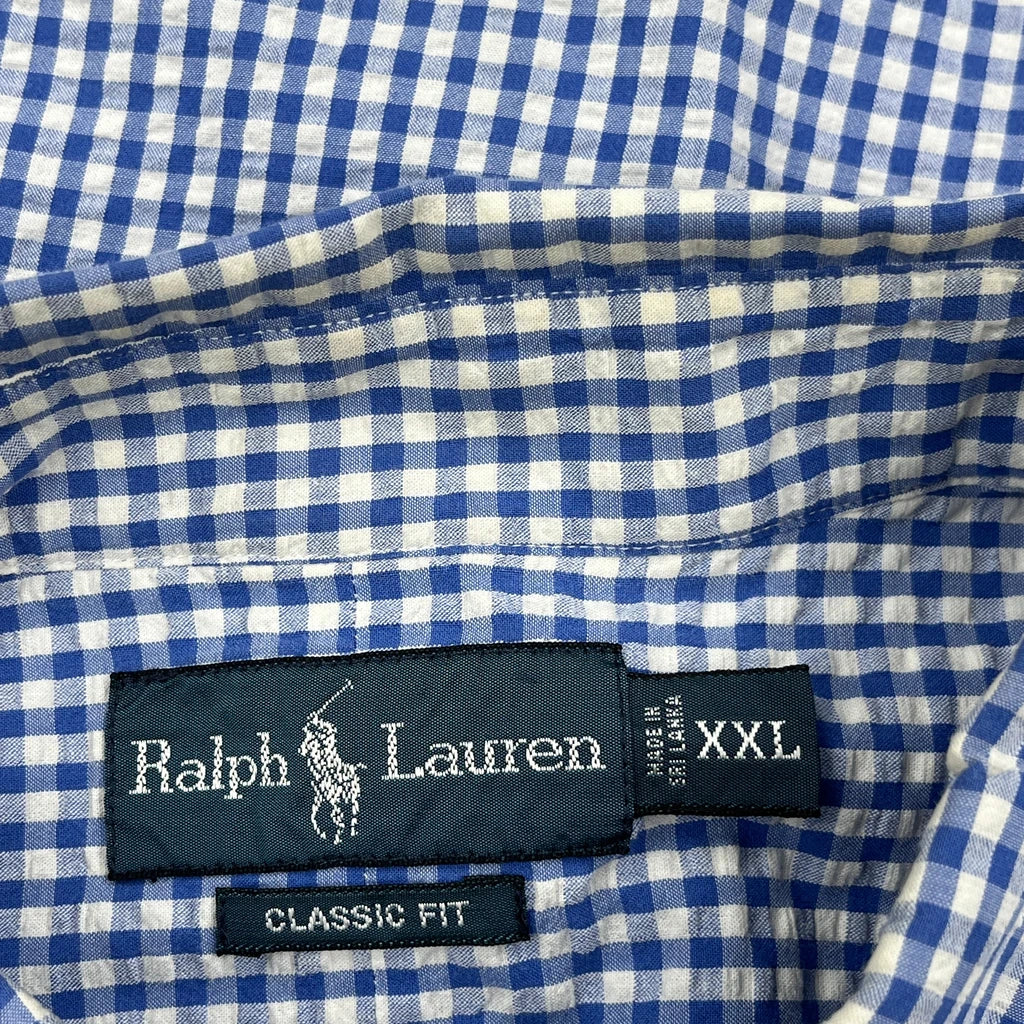 Ralph Lauren
MADE IN
SRI LANKA
XXL
CLASSIC FIT